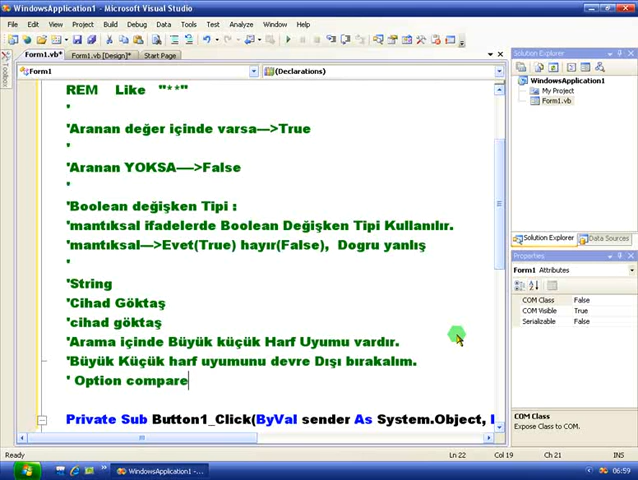 WindowsApplication1 - Microsoft Visual Studio
File Edit View Project Build Debug Data Tools Test Analyze Window Help
Form1.vb* Form1.vb [Design]* Start Page
Toolbox
Form1 (Declarations)
REM Like "**"
'
'Aranan değer içinde varsa--->True
'
'Aranan YOKSA---->False
'
'Boolean değişken Tipi :
'mantıksal ifadelerde Boolean Değişken Tipi Kullanılır.
'mantıksal--->Evet(True) hayır(False), Dogru yanlış
'
'String
'Cihad Göktaş
'cihad göktaş
'Arama içinde Büyük küçük Harf Uyumu vardır.
'Büyük Küçük harf uyumunu devre Dışı bırakalım.
' Option compare
Private Sub Button1_Click(ByVal sender As System.Object,
Solution Explorer
WindowsApplication1
My Project
Form1.vb
Solution Explorer Data Sources
Properties
Form1 Attributes
COM Class False
COM Visible True
Serializable False
COM Class
Expose Class to COM.
Ready Ln 22 Col 19 Ch 21 INS
WindowsApplication1 -... 06:59